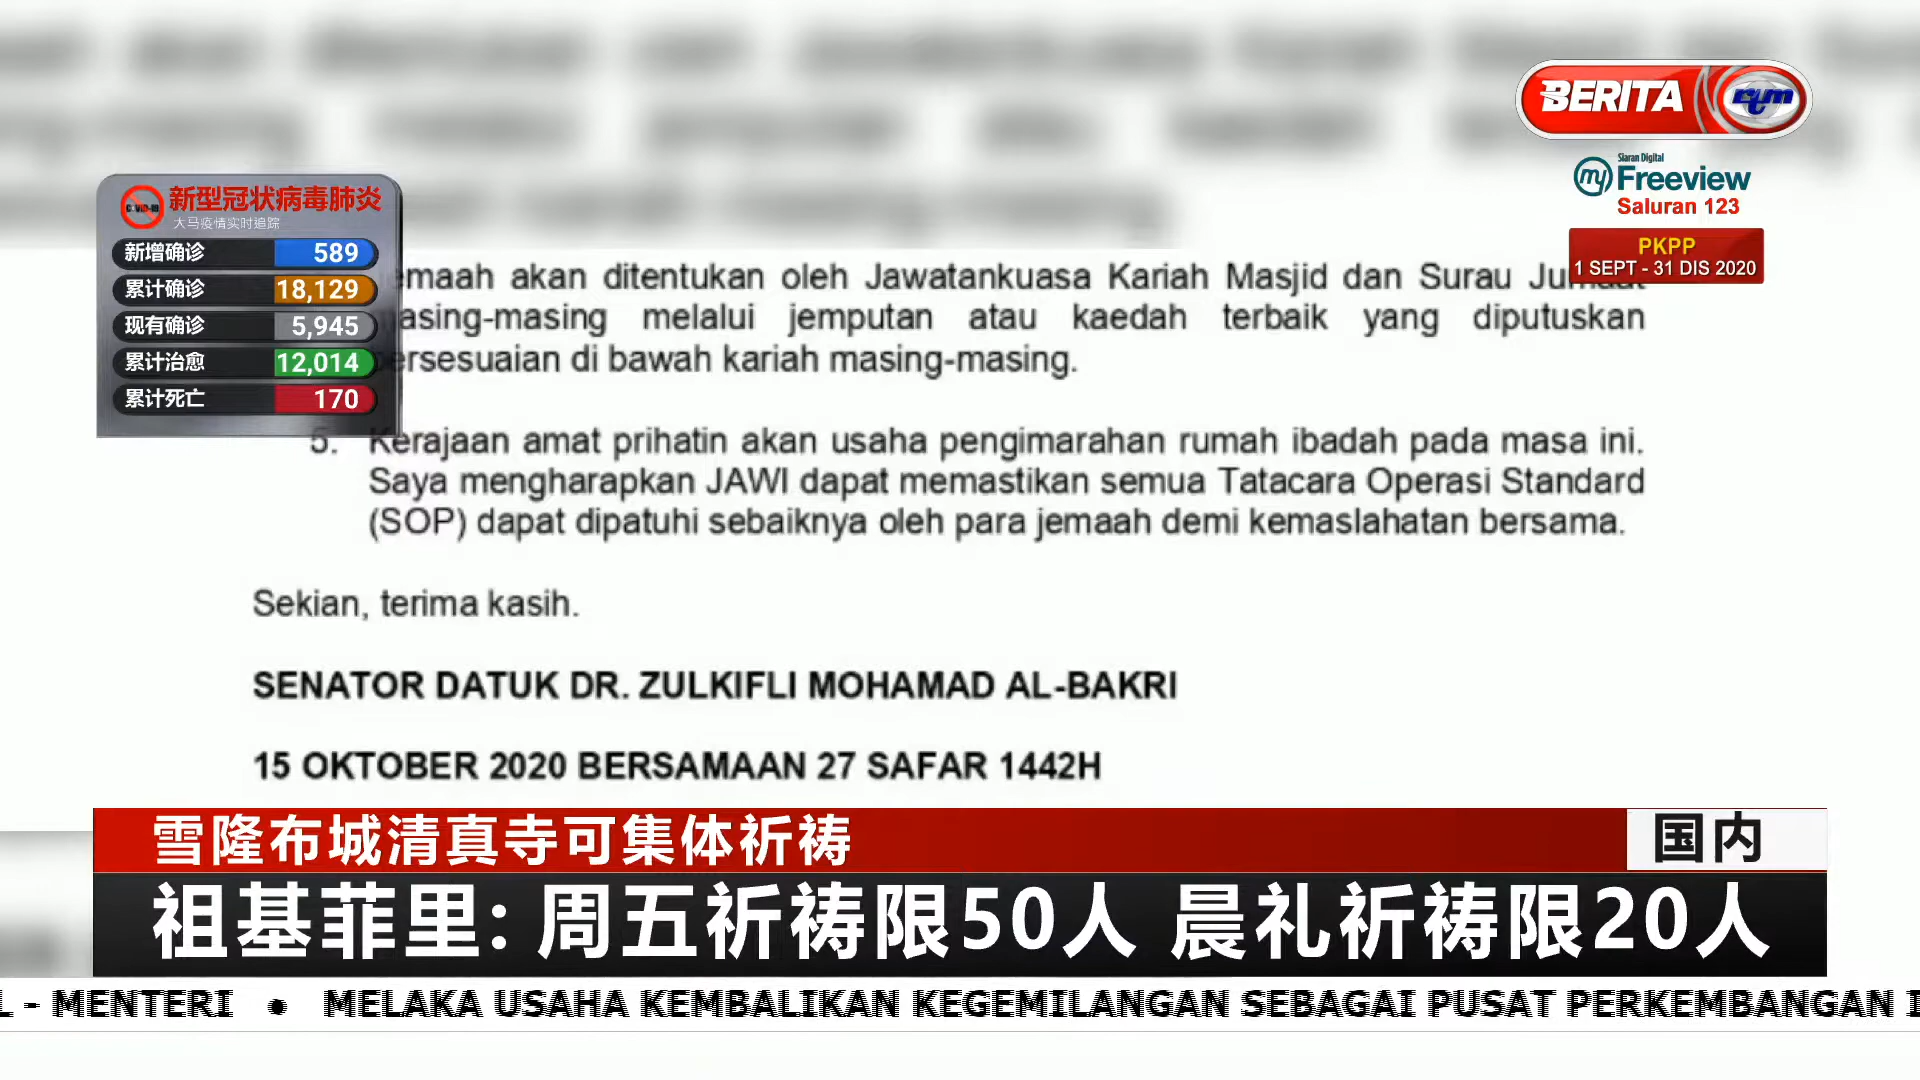 BERITA rtm
Siaran Digital
my Freeview
Saluran 123
PKPP
1 SEPT - 31 DIS 2020
新型冠状病毒肺炎
大马疫情实时追踪
新增确诊 589
累计确诊 18,129
现有确诊 5,945
累计治愈 12,014
累计死亡 170
akan ditentukan oleh Jawatankuasa Kariah Masjid dan Surau
melalui jemputan atau kaedah terbaik yang diputuskan
di bawah kariah masing-masing.
5. Kerajaan amat prihatin akan usaha pengimarahan rumah ibadah pada masa ini.
Saya mengharapkan JAWI dapat memastikan semua Tatacara Operasi Standard
(SOP) dapat dipatuhi sebaiknya oleh para jemaah demi kemaslahatan bersama.
Sekian, terima kasih.
SENATOR DATUK DR. ZULKIFLI MOHAMAD AL-BAKRI
15 OKTOBER 2020 BERSAMAAN 27 SAFAR 1442H
雪隆布城清真寺可集体祈祷 国内
祖基菲里: 周五祈祷限50人 晨礼祈祷限20人
- MENTERI • MELAKA USAHA KEMBALIKAN KEGEMILANGAN SEBAGAI PUSAT PERKEMBANGAN